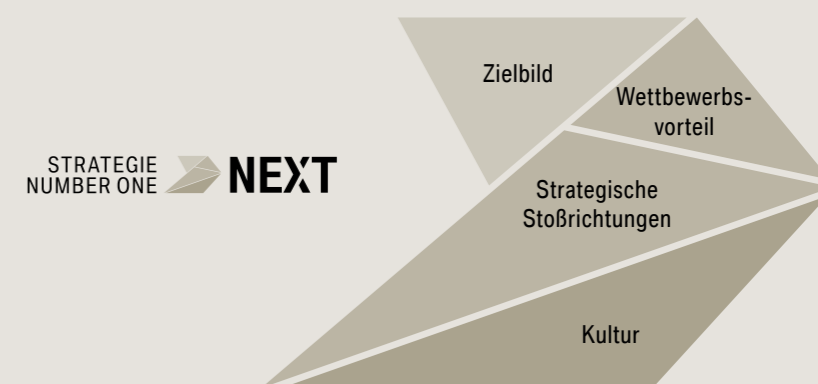 STRATEGIE
NUMBER ONE
NEXT
Zielbild
Wettbewerbs-
vorteil
Strategische
Stoßrichtungen
Kultur